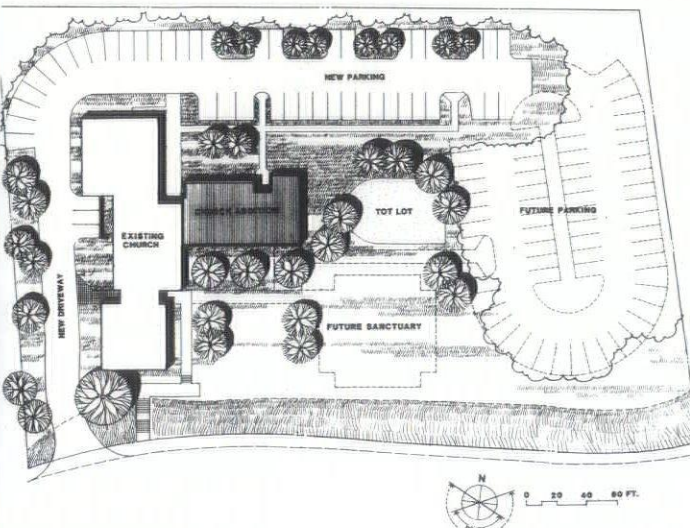 NEW PARKING
CHURCH ADDITION
TOT LOT
FUTURE PARKING
EXISTING
CHURCH
NEW DRIVEWAY
FUTURE SANCTUARY
N
0 20 40 80 FT.